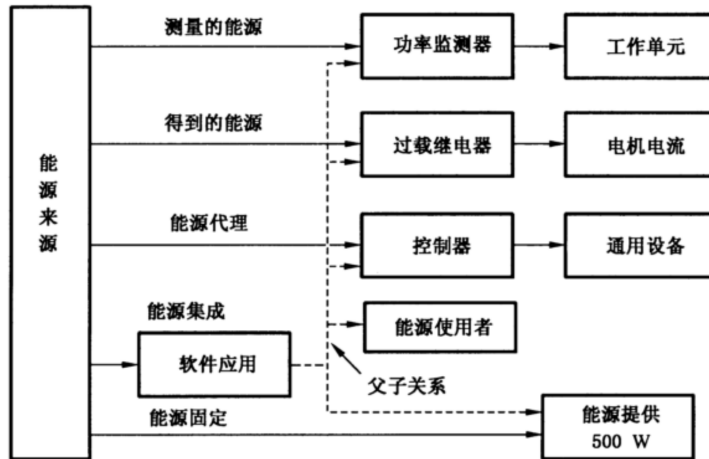 能源来源
测量的能源
功率监测器
工作单元
得到的能源
过载继电器
电机电流
能源代理
控制器
通用设备
能源集成
软件应用
能源使用者
父子关系
能源固定
能源提供
500 W